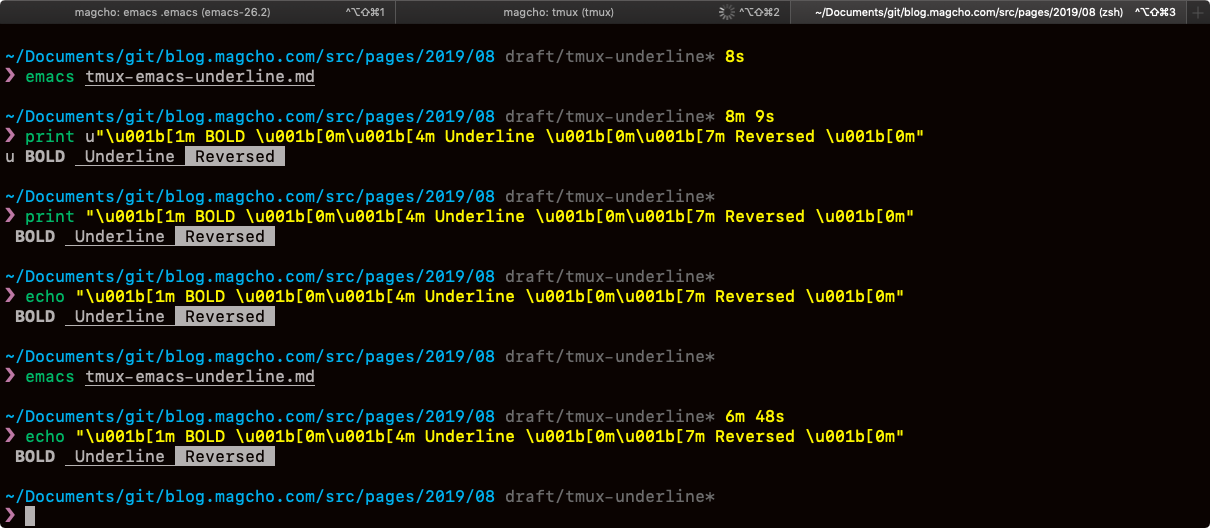 magcho: emacs .emacs (emacs-26.2) ⌃⌥⇧⌘1 magcho: tmux (tmux) ⌃⌥⇧⌘2 ~/Documents/git/blog.magcho.com/src/pages/2019/08 (zsh) ⌃⌥⇧⌘3 +
~/Documents/git/blog.magcho.com/src/pages/2019/08 draft/tmux-underline* 8s
❯ emacs tmux-emacs-underline.md
~/Documents/git/blog.magcho.com/src/pages/2019/08 draft/tmux-underline* 8m 9s
❯ print u"\u001b[1m BOLD \u001b[0m\u001b[4m Underline \u001b[0m\u001b[7m Reversed \u001b[0m"
u BOLD  Underline  Reversed
~/Documents/git/blog.magcho.com/src/pages/2019/08 draft/tmux-underline*
❯ print "\u001b[1m BOLD \u001b[0m\u001b[4m Underline \u001b[0m\u001b[7m Reversed \u001b[0m"
BOLD  Underline  Reversed
~/Documents/git/blog.magcho.com/src/pages/2019/08 draft/tmux-underline*
❯ echo "\u001b[1m BOLD \u001b[0m\u001b[4m Underline \u001b[0m\u001b[7m Reversed \u001b[0m"
BOLD  Underline  Reversed
~/Documents/git/blog.magcho.com/src/pages/2019/08 draft/tmux-underline*
❯ emacs tmux-emacs-underline.md
~/Documents/git/blog.magcho.com/src/pages/2019/08 draft/tmux-underline* 6m 48s
❯ echo "\u001b[1m BOLD \u001b[0m\u001b[4m Underline \u001b[0m\u001b[7m Reversed \u001b[0m"
BOLD  Underline  Reversed
~/Documents/git/blog.magcho.com/src/pages/2019/08 draft/tmux-underline*
❯